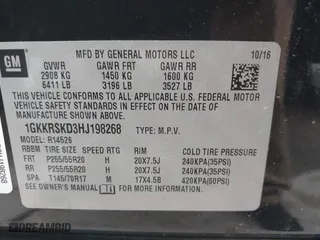 GM
MFD BY GENERAL MOTORS LLC
10/16
GVWR GAWR FRT GAWR RR
2908 KG 1450 KG 1600 KG
6411 LB 3196 LB 3527 LB
THIS VEHICLE CONFORMS TO ALL APPLICABLE U.S. FEDERAL MOTOR VEHICLE SAFETY STANDARDS IN EFFECT ON THE DATE OF
MANUFACTURE SHOWN ABOVE.
1GKKRSKD3HJ198268 TYPE: M.P.V.
MODEL: R14526
TIRE SIZE SPEED RTG RIM COLD TIRE PRESSURE
FRT P255/55R20 H 20X7.5J 240KPA(35PSI)
RR P255/55R20 H 20X7.5J 240KPA(35PSI)
SPA T145/70R17 M 17X4.5B 420KPA(60PSI)
SEE OWNER'S MANUAL FOR MORE INFORMATION.
DREAMBID